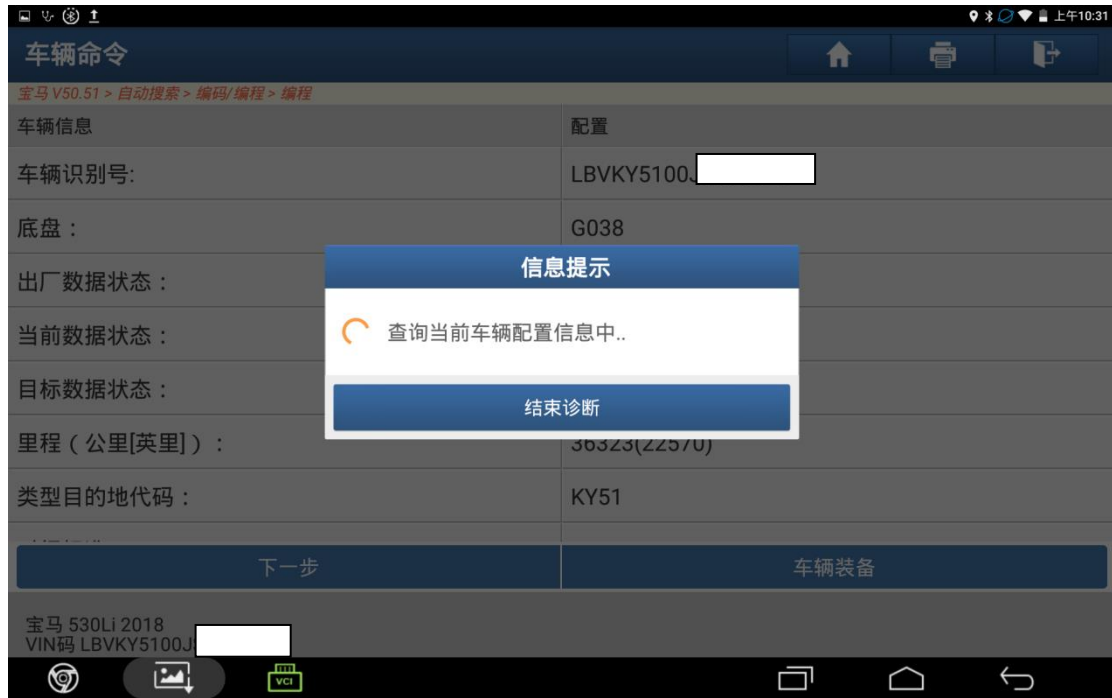 上午10:31
车辆命令
宝马 V50.51 > 自动搜索 > 编码/编程 > 编程
车辆信息 配置
车辆识别号: LBVKY5100J
底盘： G038
出厂数据状态：
当前数据状态：
目标数据状态：
里程（公里[英里]）： 36323(22570)
类型目的地代码： KY51
信息提示
查询当前车辆配置信息中..
结束诊断
下一步 车辆装备
宝马 530Li 2018
VIN码 LBVKY5100J
VCI